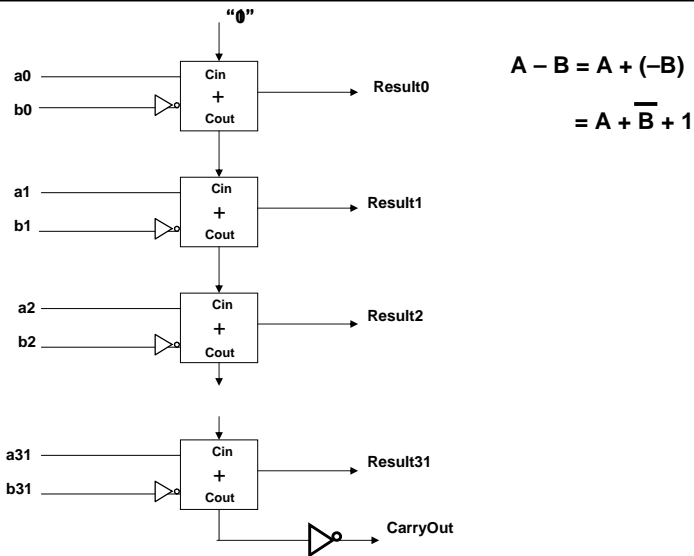 Cin
a0
Result0
+
b0
Cout
A – B = A + (–B)
= A + B̅ + 1
Cin
a1
Result1
+
b1
Cout
Cin
a2
Result2
+
b2
Cout
Cin
a31
Result31
+
b31
Cout
CarryOut